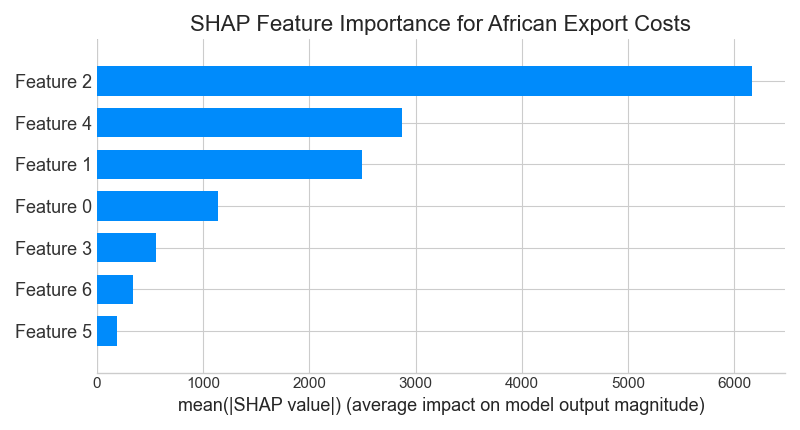 SHAP Feature Importance for African Export Costs
Feature 2
Feature 4
Feature 1
Feature 0
Feature 3
Feature 6
Feature 5
0 1000 2000 3000 4000 5000 6000
mean(|SHAP value|) (average impact on model output magnitude)